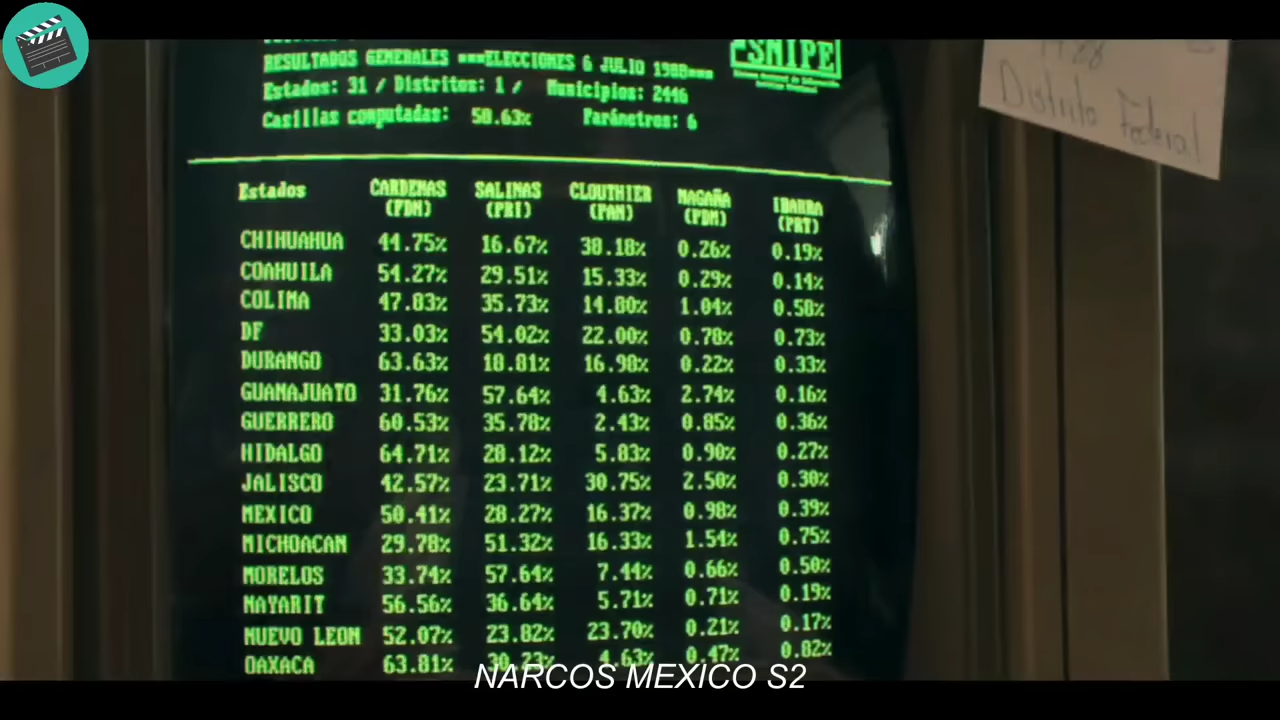 RESULTADOS GENERALES ===ELECCIONES 6 JULIO 1988===
SNIPE
Estados: 31 / Distritos: 1 / Municipios: 2446
Casillas computadas: 50.63% Parámetros: 6
1988
Distrito Federal
Estados CARDENAS SALINAS CLOUTHIER MAGAÑA IBARRA
(FDN) (PRI) (PAN) (PDM) (PRT)
CHIHUAHUA 44.75% 16.67% 38.18% 0.26% 0.19%
COAHUILA 54.27% 29.51% 15.33% 0.29% 0.14%
COLIMA 47.83% 35.73% 14.80% 1.04% 0.58%
DF 33.03% 54.02% 22.00% 0.78% 0.73%
DURANGO 63.63% 18.81% 16.98% 0.22% 0.33%
GUANAJUATO 31.76% 57.64% 4.63% 2.74% 0.16%
GUERRERO 60.53% 35.78% 2.43% 0.85% 0.36%
HIDALGO 64.71% 28.12% 5.83% 0.90% 0.27%
JALISCO 42.57% 23.71% 30.75% 2.50% 0.30%
MEXICO 50.41% 28.27% 16.37% 0.98% 0.39%
MICHOACAN 29.78% 51.32% 16.33% 1.54% 0.75%
MORELOS 33.74% 57.64% 7.44% 0.66% 0.50%
NAYARIT 56.56% 36.64% 5.71% 0.71% 0.19%
NUEVO LEON 52.07% 23.82% 23.70% 0.21% 0.17%
OAXACA 63.81% 30.23% 4.63% 0.47% 0.82%
NARCOS MEXICO S2